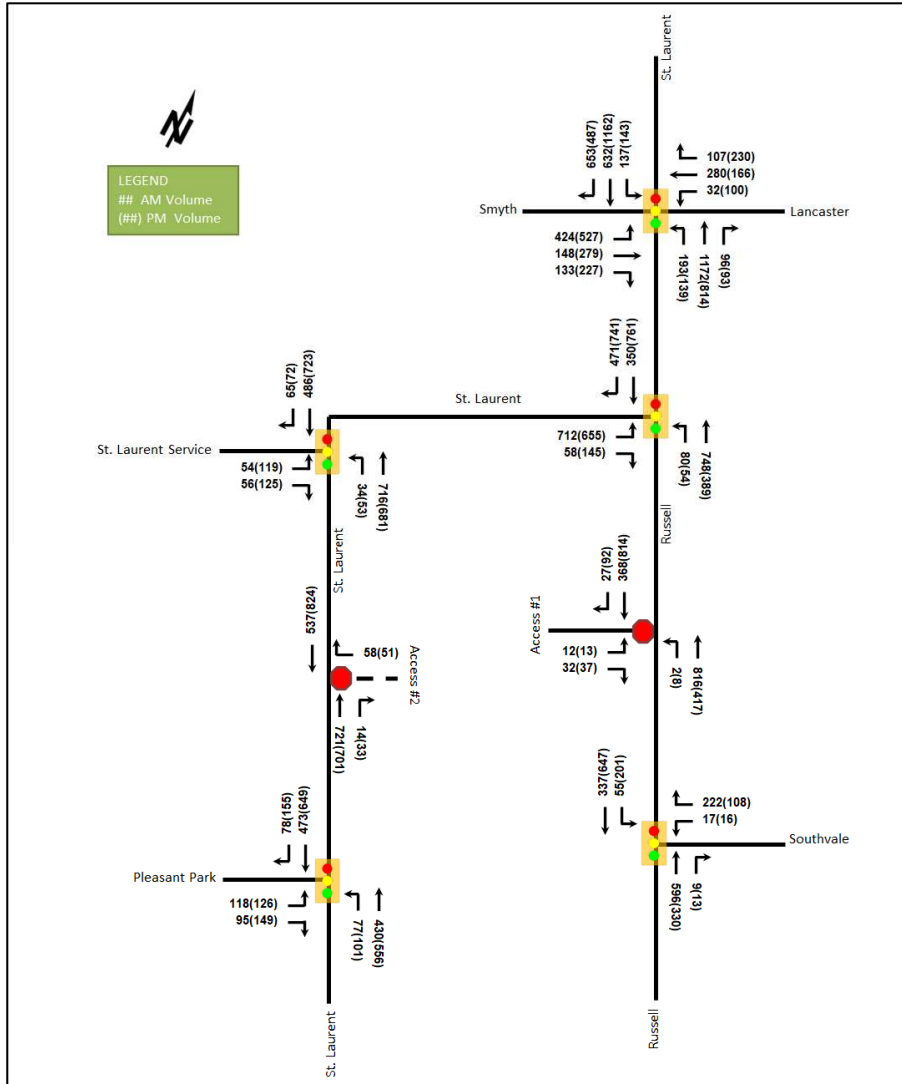 St. Laurent
LEGEND
## AM Volume
(##) PM Volume
653(487)
632(1162)
137(143)
107(230)
280(166)
32(100)
Smyth
Lancaster
424(527)
148(279)
133(227)
193(139)
1172(814)
96(93)
471(741)
350(761)
St. Laurent
65(72)
486(723)
St. Laurent Service
712(655)
58(145)
80(54)
748(389)
54(119)
56(125)
34(53)
716(681)
Russell
St. Laurent
27(92)
368(814)
537(824)
Access #1
12(13)
32(37)
2(8)
816(417)
58(51)
Access #2
721(701)
14(33)
337(647)
55(201)
222(108)
17(16)
Southvale
78(155)
473(649)
Pleasant Park
118(126)
95(149)
77(101)
430(556)
596(330)
9(13)
St. Laurent
Russell